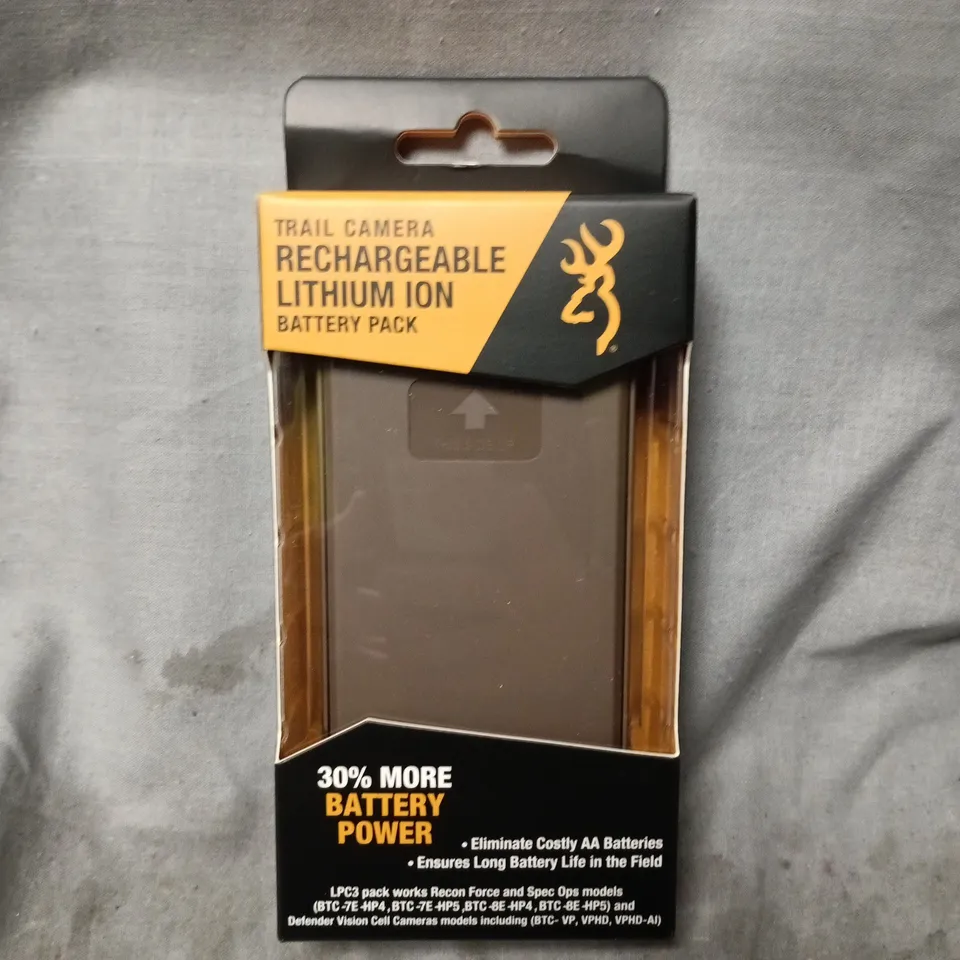 TRAIL CAMERA
RECHARGEABLE
LITHIUM ION
BATTERY PACK
®
30% MORE
BATTERY
POWER
• Eliminate Costly AA Batteries
• Ensures Long Battery Life in the Field
LPC3 pack works Recon Force and Spec Ops models
(BTC-7E-HP4,BTC-7E-HP5,BTC-8E-HP4,BTC-8E-HP5) and
Defender Vision Cell Cameras models including (BTC- VP, VPHD, VPHD-AI)